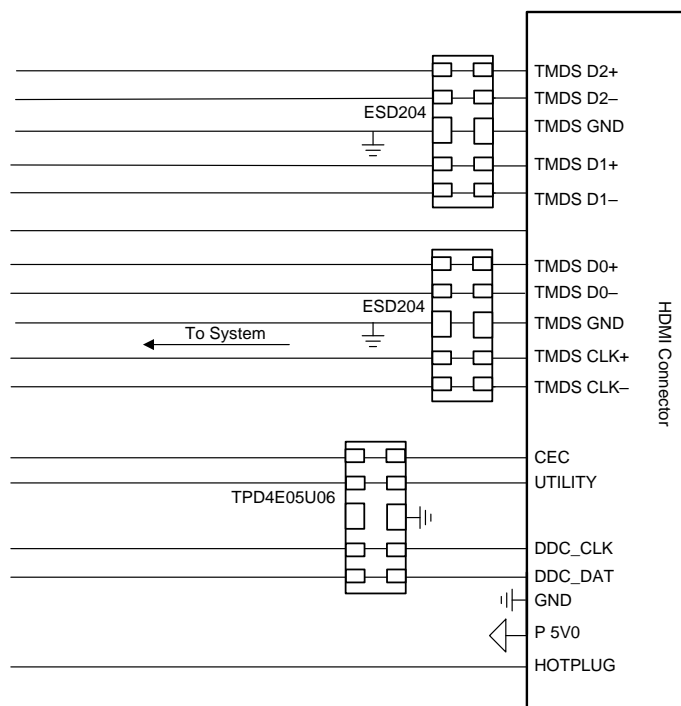 TMDS D2+
TMDS D2–
ESD204
TMDS GND
TMDS D1+
TMDS D1–
TMDS D0+
TMDS D0–
ESD204
TMDS GND
To System
TMDS CLK+
TMDS CLK–
HDMI Connector
CEC
UTILITY
TPD4E05U06
DDC_CLK
DDC_DAT
GND
P 5V0
HOTPLUG